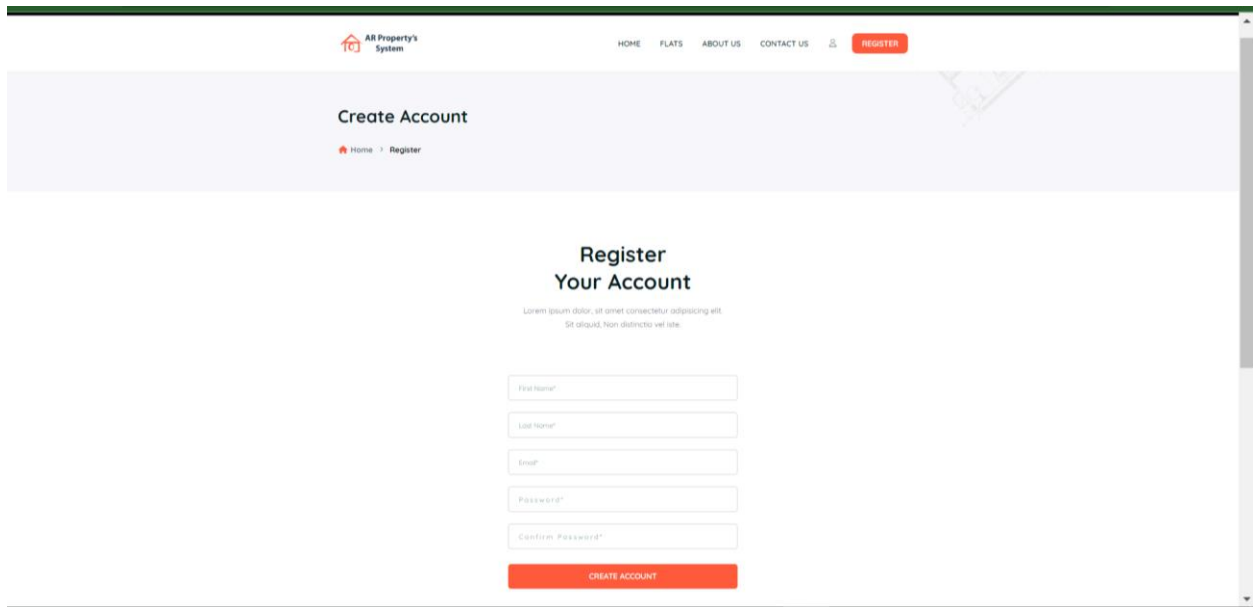 AR Property's
System
HOME FLATS ABOUT US CONTACT US REGISTER
Create Account
Home > Register
Register
Your Account
Lorem ipsum dolor, sit amet consectetur adipisicing elit.
Sit aliquid, Non distinctio vel iste.
First Name*
Last Name*
Email*
Password*
Confirm Password*
CREATE ACCOUNT